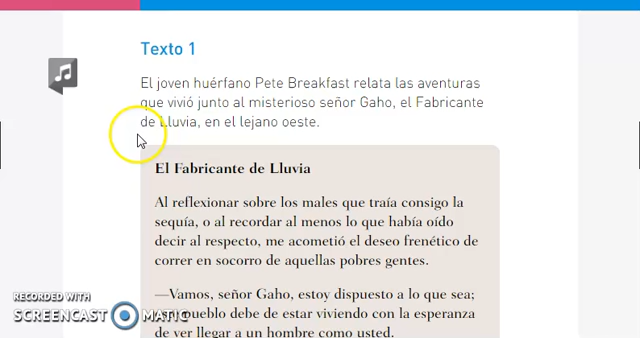 Texto 1
El joven huérfano Pete Breakfast relata las aventuras
que vivió junto al misterioso señor Gaho, el Fabricante
de Lluvia, en el lejano oeste.
El Fabricante de Lluvia
Al reflexionar sobre los males que traía consigo la
sequía, o al recordar al menos lo que había oído
decir al respecto, me acometió el deseo frenético de
correr en socorro de aquellas pobres gentes.
—Vamos, señor Gaho, estoy dispuesto a lo que sea;
pueblo debe de estar viviendo con la esperanza
de ver llegar a un hombre como usted.
RECORDED WITH
SCREENCAST MATIC